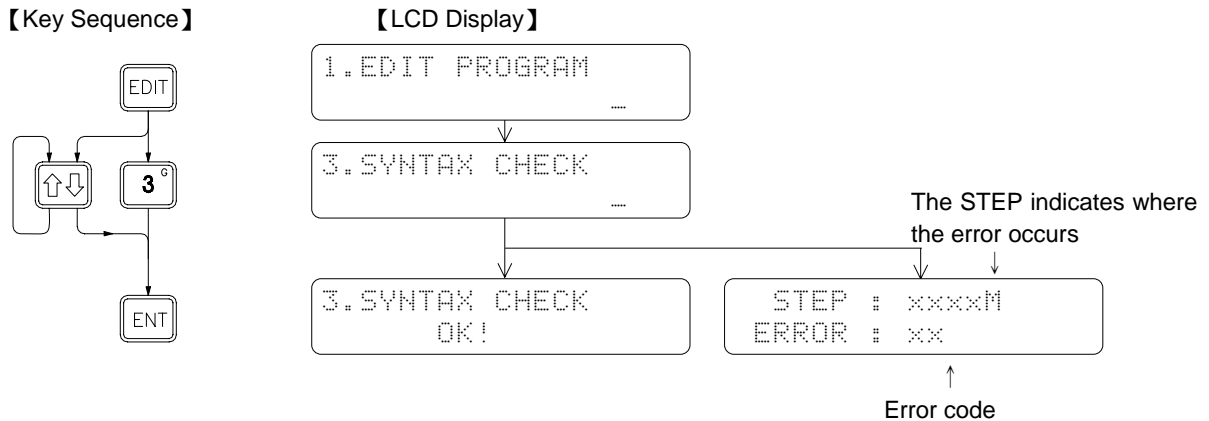 【Key Sequence】
【LCD Display】
EDIT
3 G
ENT
1.EDIT PROGRAM
3.SYNTAX CHECK
3.SYNTAX CHECK
OK!
The STEP indicates where
the error occurs
STEP : xxxxM
ERROR : xx
Error code